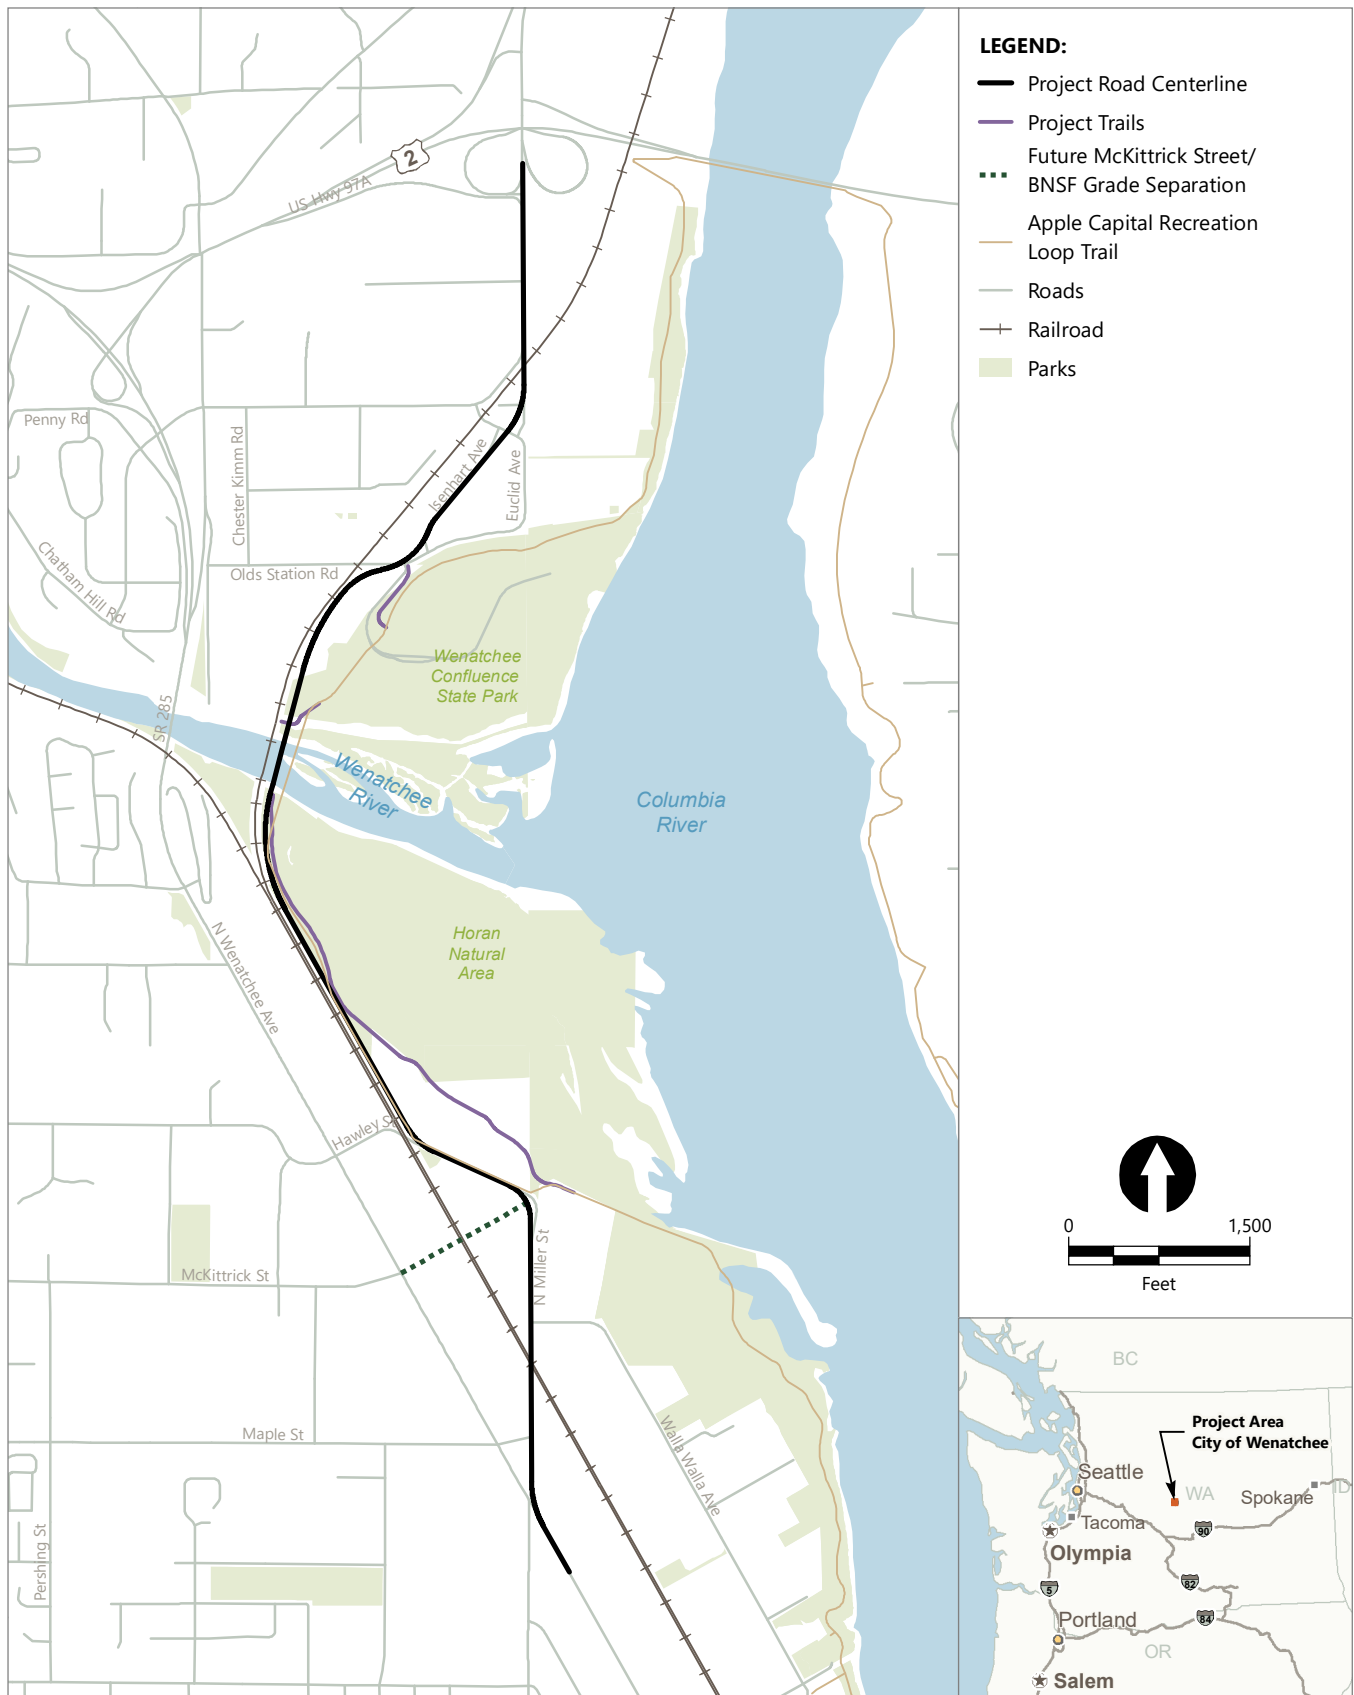 LEGEND:
Project Road Centerline
Project Trails
Future McKittrick Street/
BNSF Grade Separation
Apple Capital Recreation
Loop Trail
Roads
Railroad
Parks
2
US Hwy 97A
Penny Rd
Chester Kimm Rd
Isenhart Ave
Euclid Ave
Chatham Hill Rd
Olds Station Rd
Wenatchee
Confluence
State Park
SR 285
Wenatchee
River
Columbia
River
N Wenatchee Ave
Horan
Natural
Area
Hawley St
McKittrick St
N Miller St
Maple St
Walla Walla Ave
Pershing St
0 1,500
Feet
BC
Project Area
City of Wenatchee
Seattle
WA
Spokane
ID
Tacoma
90
Olympia
82
5
84
Portland
OR
Salem